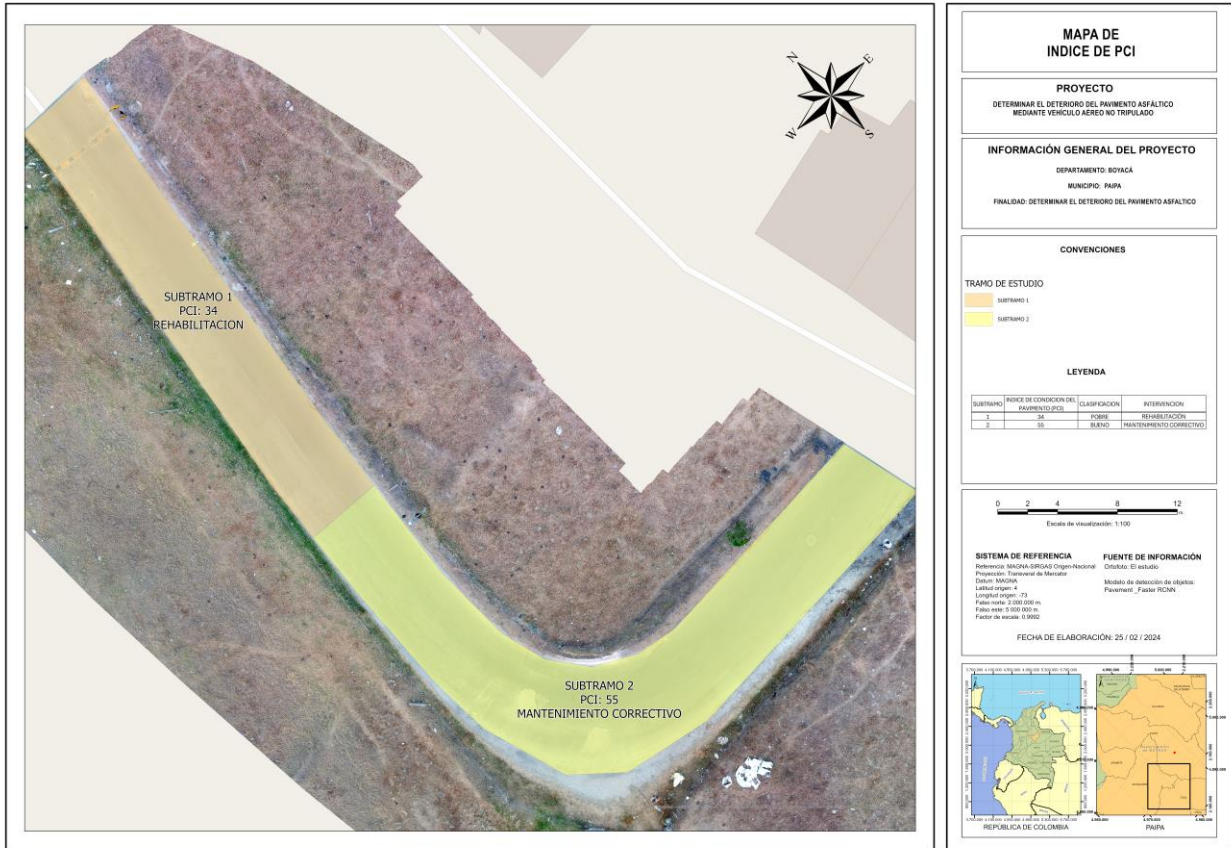 N
E
W
S
SUBTRAMO 1
PCI: 34
REHABILITACION
SUBTRAMO 2
PCI: 55
MANTENIMIENTO CORRECTIVO
MAPA DE
INDICE DE PCI
PROYECTO
DETERMINAR EL DETERIORO DEL PAVIMENTO ASFÁLTICO
MEDIANTE VEHÍCULO AÉREO NO TRIPULADO
INFORMACIÓN GENERAL DEL PROYECTO
DEPARTAMENTO: BOYACÁ
MUNICIPIO: PAIPA
FINALIDAD: DETERMINAR EL DETERIORO DEL PAVIMENTO ASFALTICO
CONVENCIONES
TRAMO DE ESTUDIO
SUBTRAMO 1
SUBTRAMO 2
LEYENDA
SUBTRAMO INDICE DE CONDICION DEL PAVIMENTO (PCI) CLASIFICACION INTERVENCION
1 34 POBRE REHABILITACIÓN
2 55 BUENO MANTENIMIENTO CORRECTIVO
0 2 4 8 12
m
Escala de visualización: 1:100
SISTEMA DE REFERENCIA
Referencia: MAGNA-SIRGAS Origen-Nacional
Proyección: Transveral de Mercator
Datum: MAGNA
Latitud origen: 4
Longitud origen: -73
Falso norte: 2.000.000 m.
Falso este: 5.000.000 m.
Factor de escala: 0.9992
FUENTE DE INFORMACIÓN
Ortofoto: El estudio
Modelo de detección de objetos:
Pavement _Faster RCNN
FECHA DE ELABORACIÓN: 25 / 02 / 2024
REPÚBLICA DE COLOMBIA
PAIPA